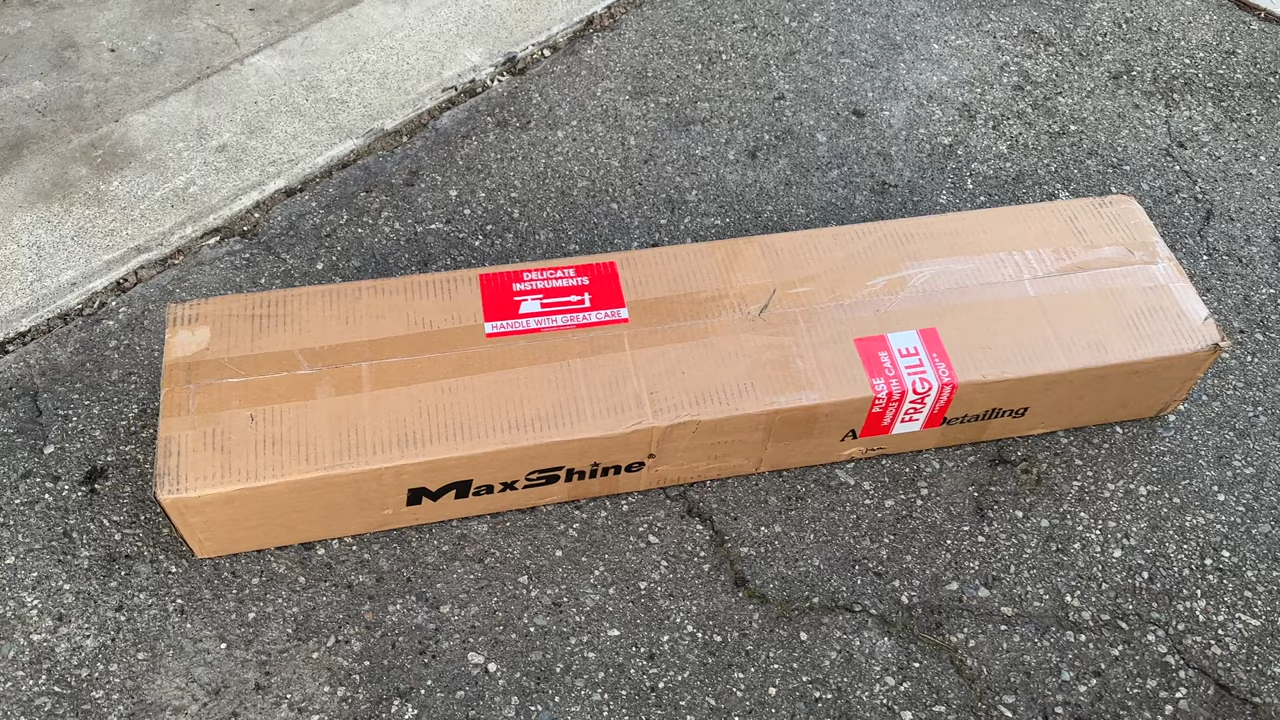 DELICATE
INSTRUMENTS
HANDLE WITH GREAT CARE
PLEASE
HANDLE WITH CARE
FRAGILE
THANK YOU
MaxShine®
A
Detailing